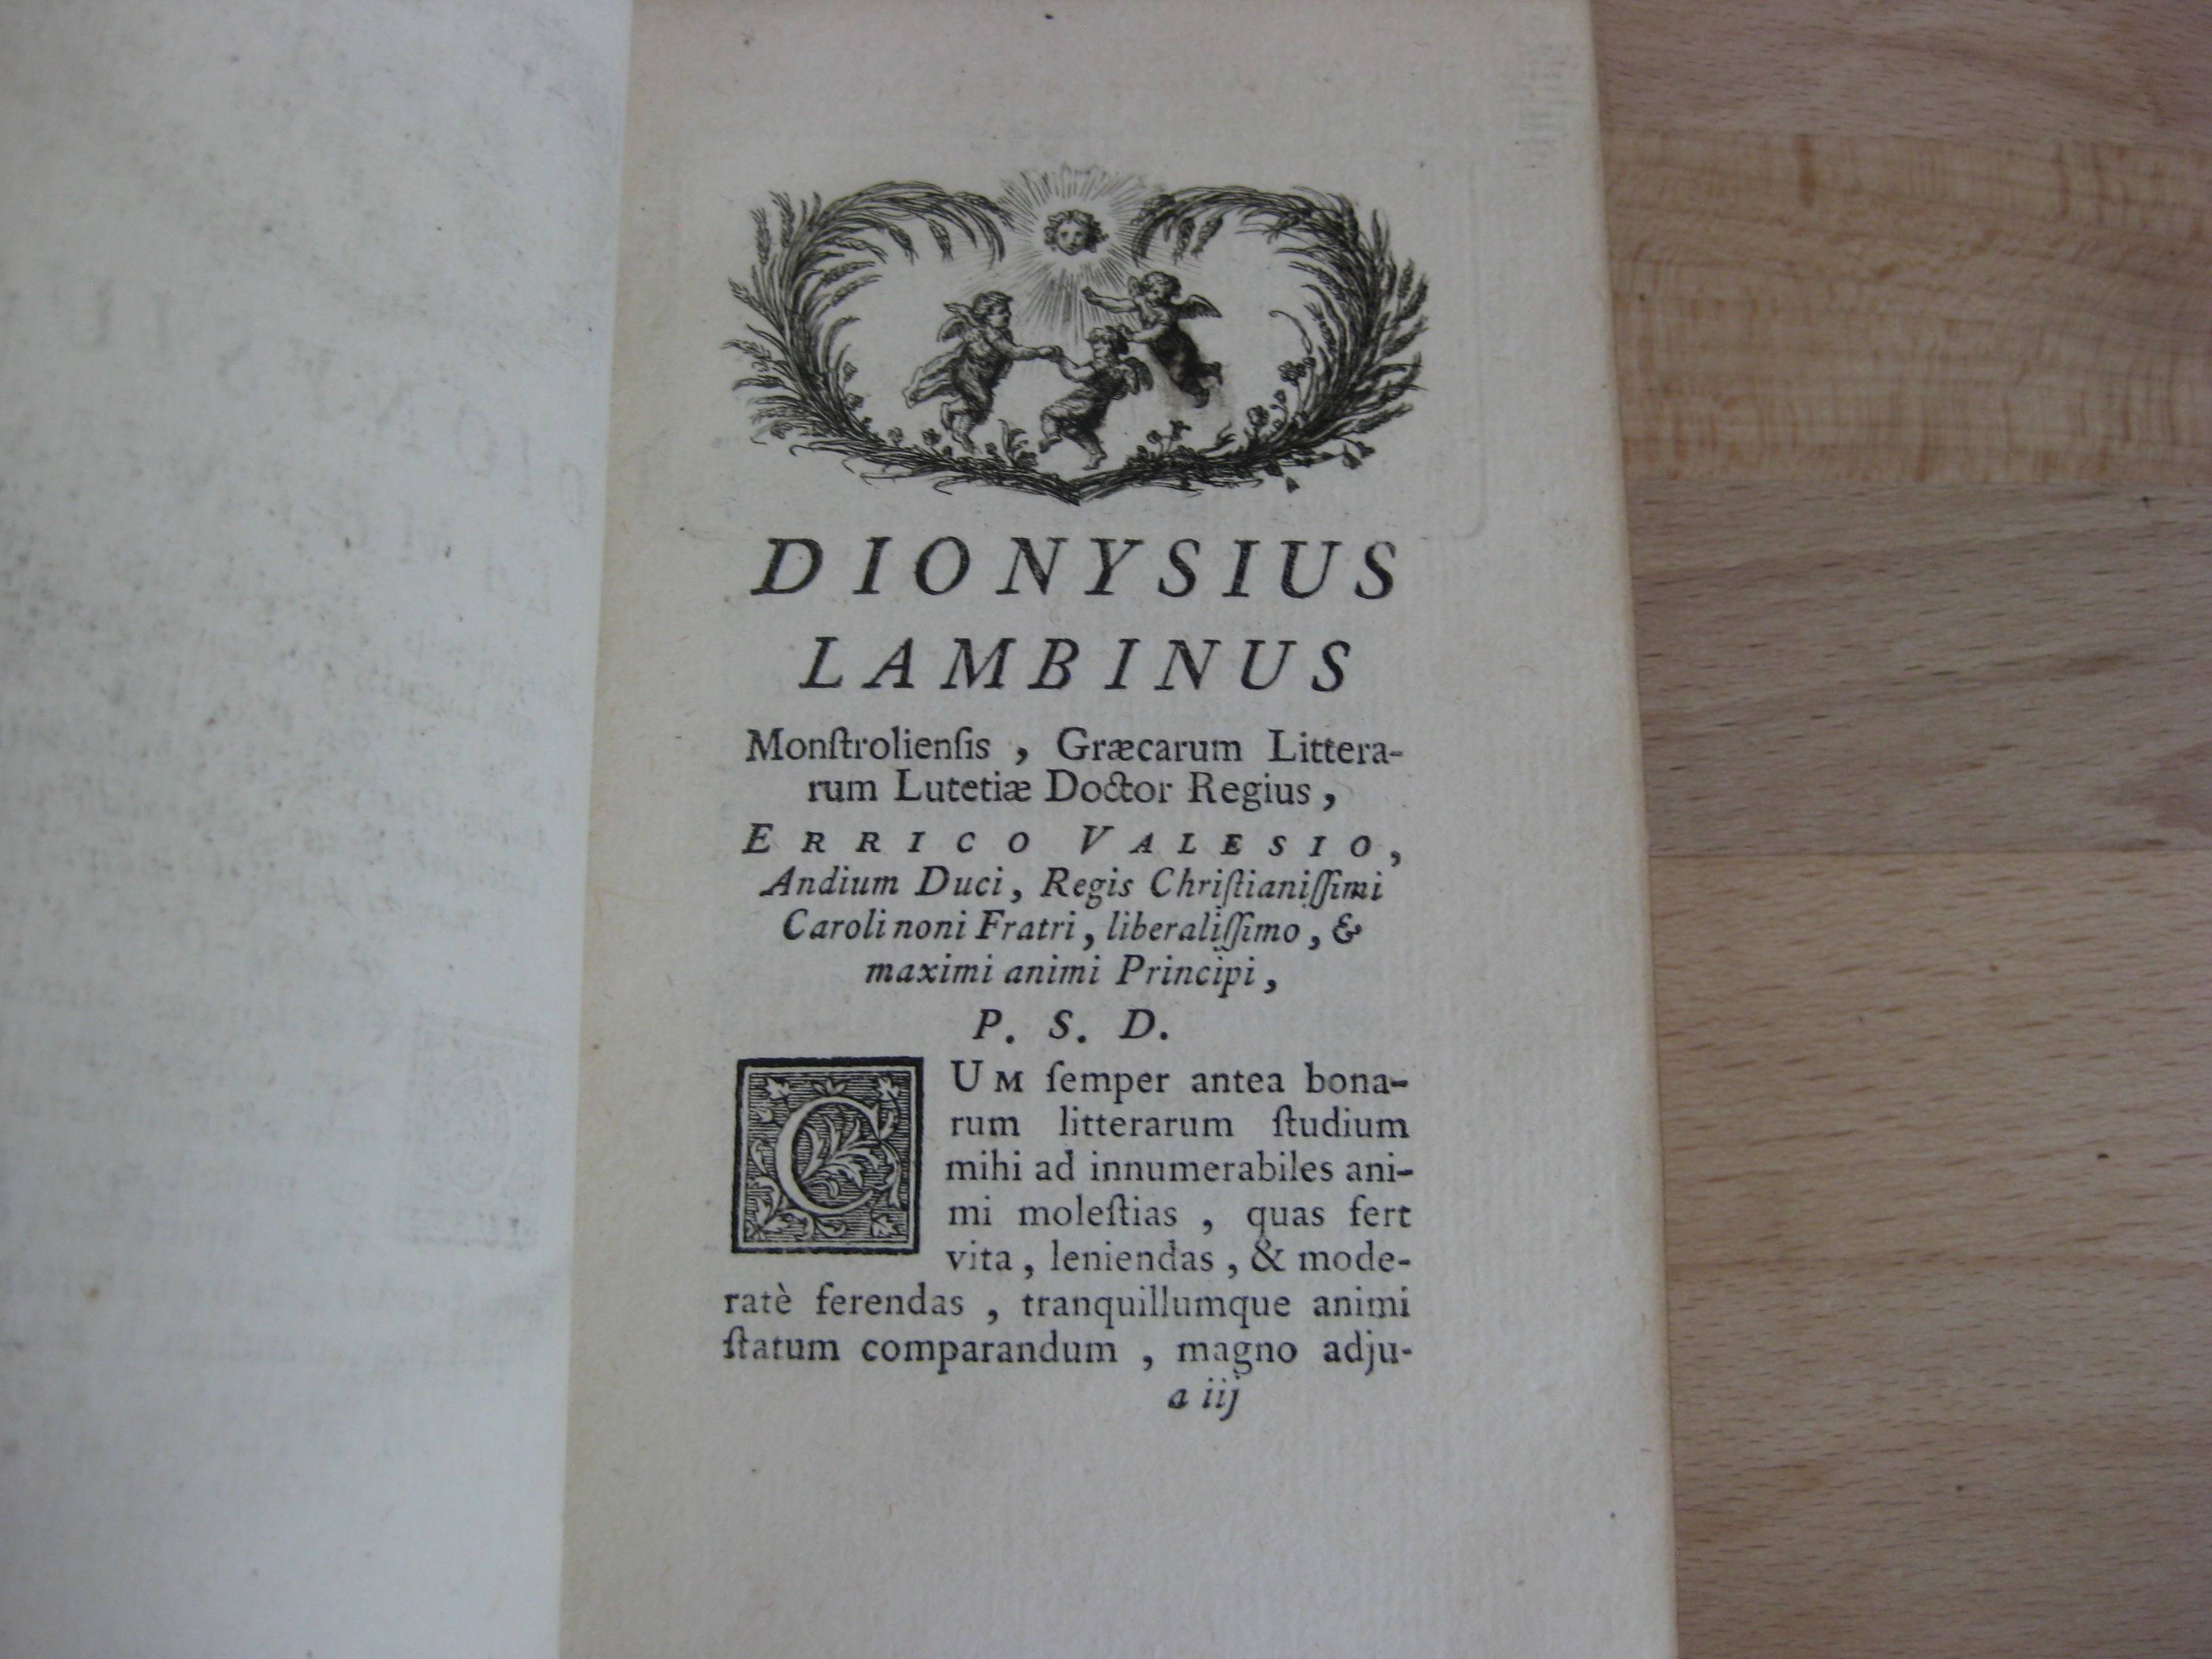 DIONYSIUS
LAMBINUS
Monſtrolienſis , Græcarum Littera-
rum Lutetiæ Doctor Regius ,
ERRICO VALESIO,
Andium Duci, Regis Chriſtianiſſimi
Caroli noni Fratri, liberaliſſimo, &
maximi animi Principi,
P. S. D.
CUM ſemper antea bona-
rum litterarum ſtudium
mihi ad innumerabiles ani-
mi moleſtias , quas fert
vita , leniendas , & mode-
ratè ferendas , tranquillumque animi
ſtatum comparandum , magno adju-
a iij